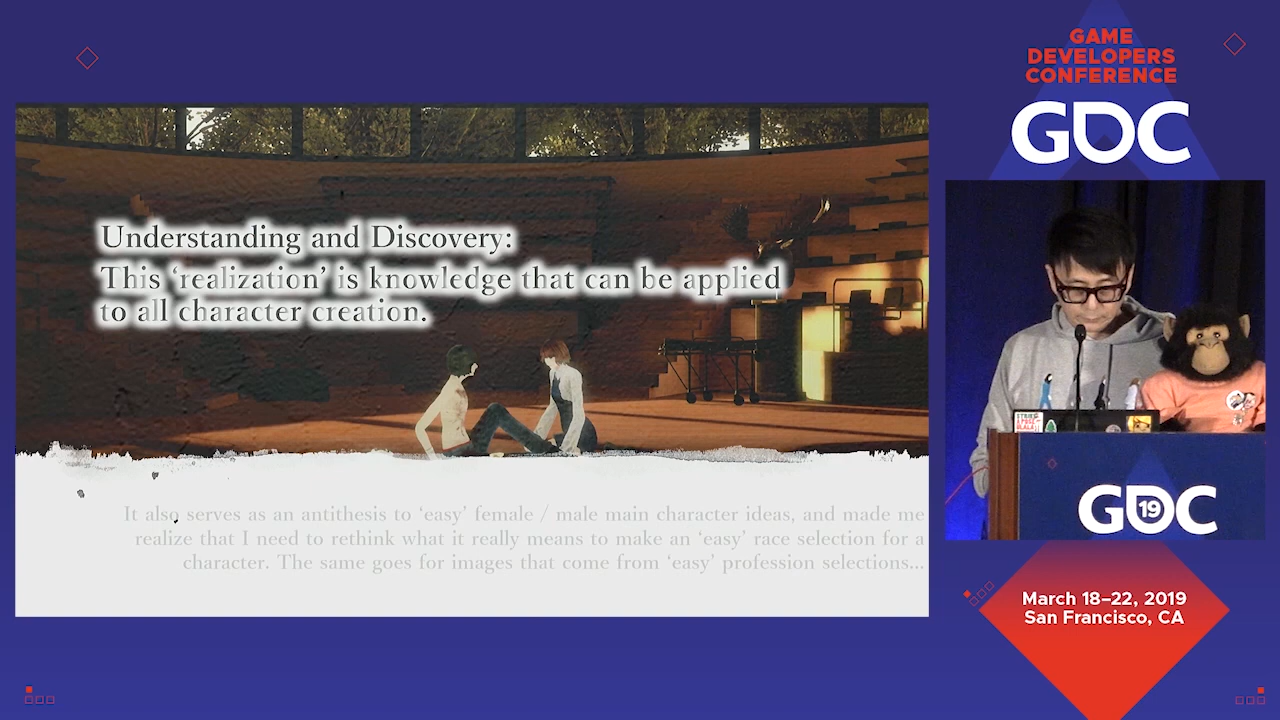 GAME
DEVELOPERS
CONFERENCE
GDC
Understanding and Discovery:
This ‘realization’ is knowledge that can be applied
to all character creation.
It also serves as an antithesis to ‘easy’ female / male main character ideas, and made me
realize that I need to rethink what it really means to make an ‘easy’ race selection for a
character. The same goes for images that come from ‘easy’ profession selections...
GDC
19
March 18–22, 2019
San Francisco, CA